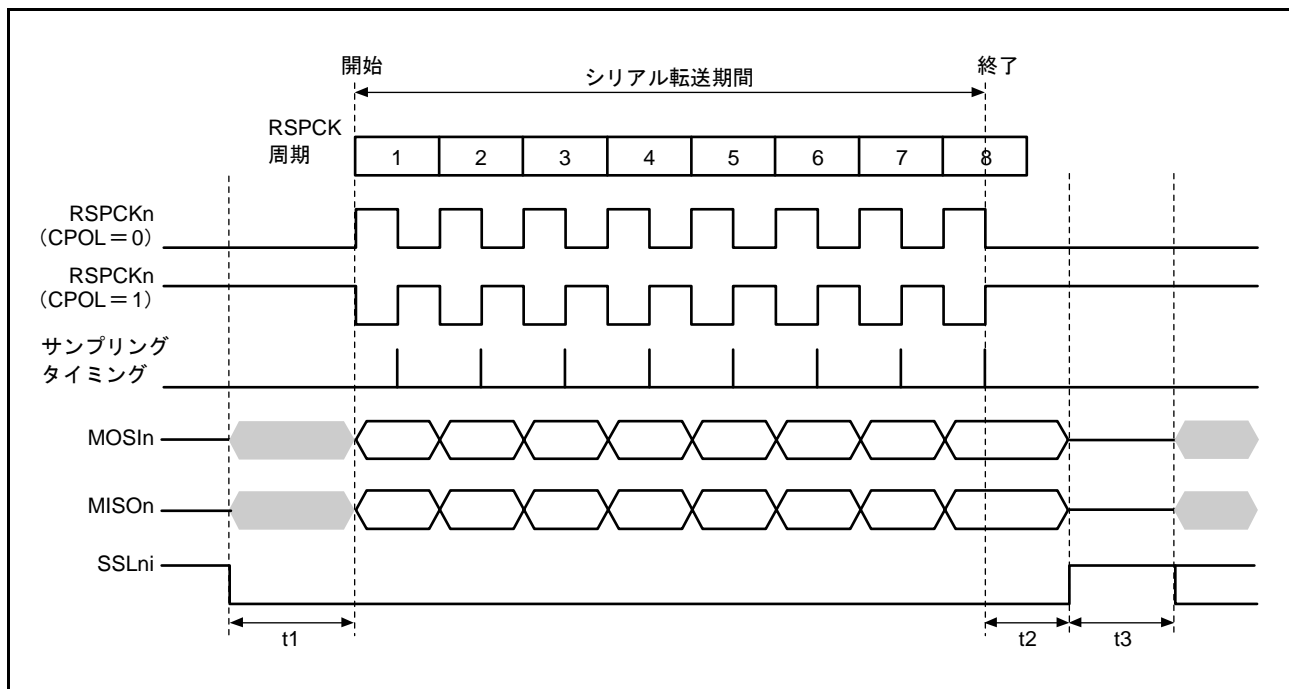 開始
シリアル転送期間
終了
RSPCK
周期
1 2 3 4 5 6 7 8
RSPCKn
（CPOL＝0）
RSPCKn
（CPOL＝1）
サンプリング
タイミング
MOSIn
MISOn
SSLni
t1
t2
t3